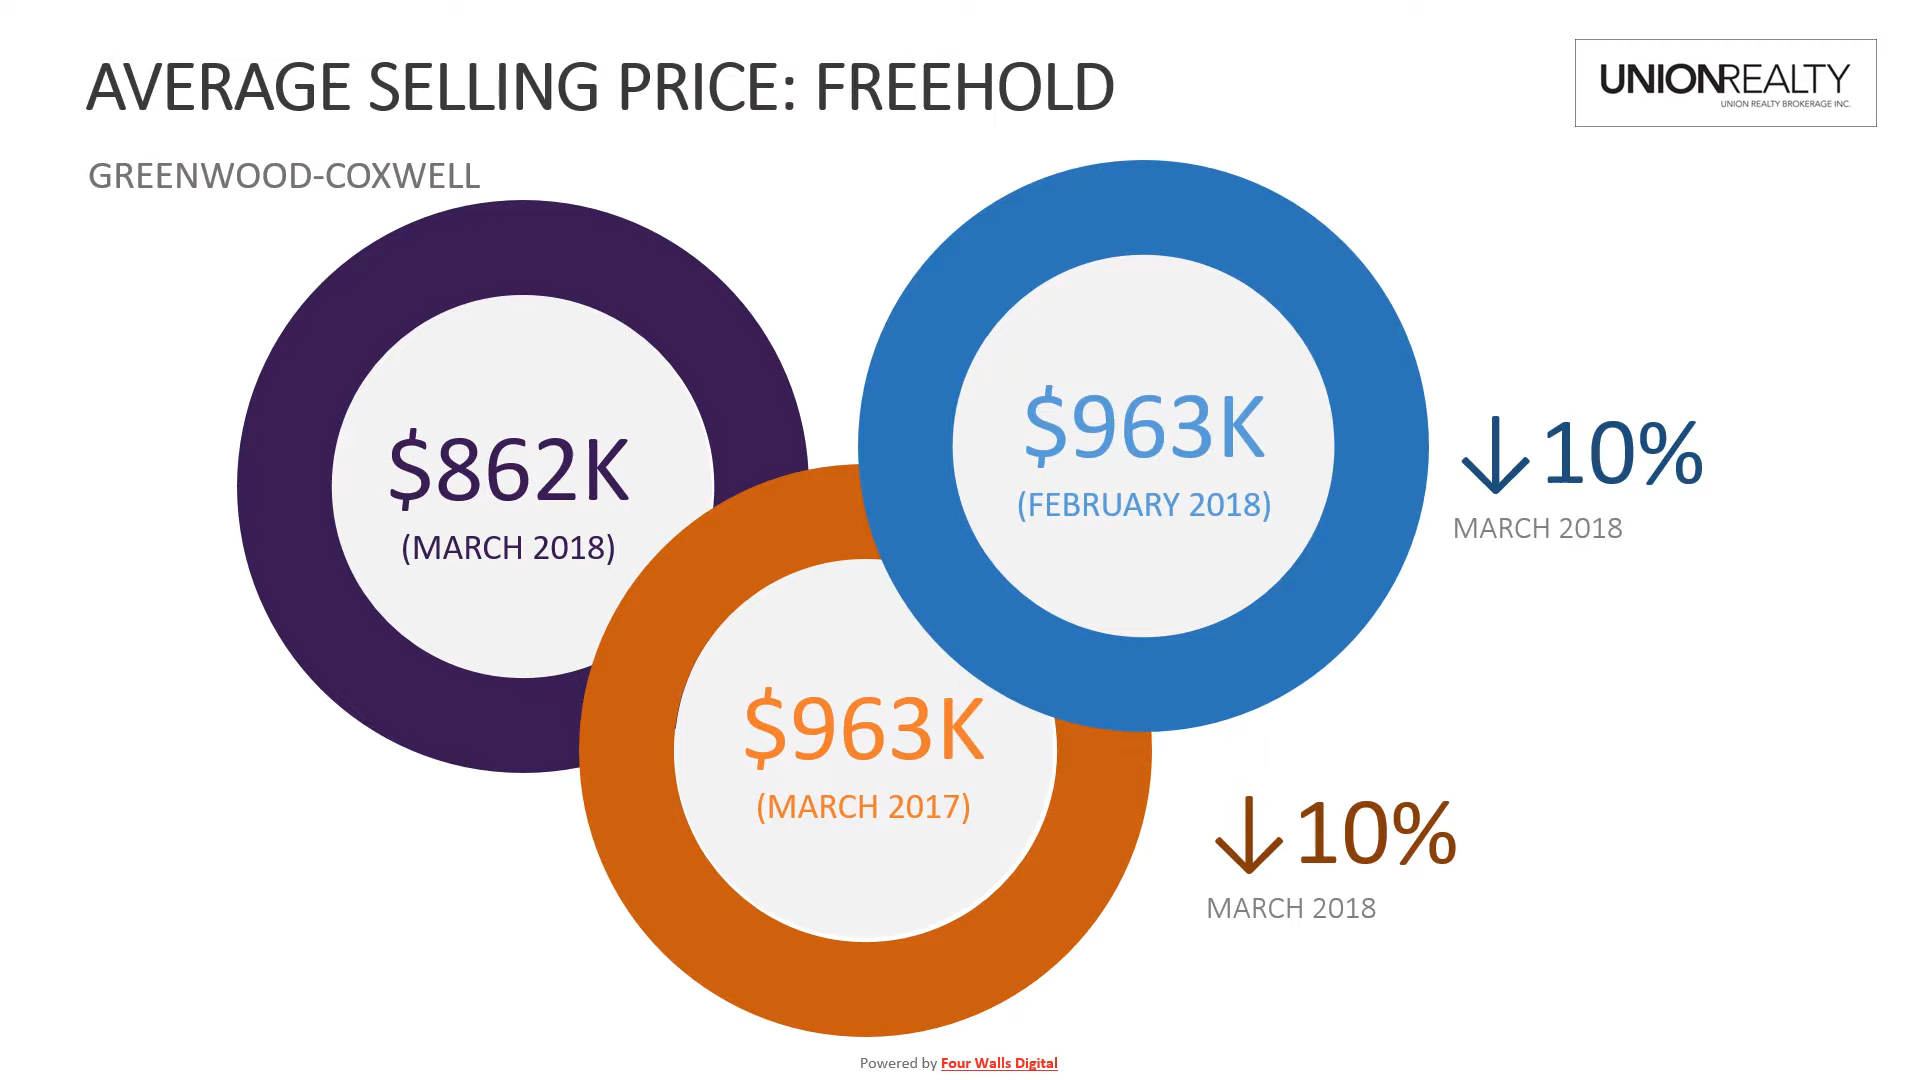 AVERAGE SELLING PRICE: FREEHOLD
UNIONREALTY
UNION REALTY BROKERAGE INC.
GREENWOOD-COXWELL
$862K
(MARCH 2018)
$963K
(FEBRUARY 2018)
↓10%
MARCH 2018
$963K
(MARCH 2017)
↓10%
MARCH 2018
Powered by Four Walls Digital